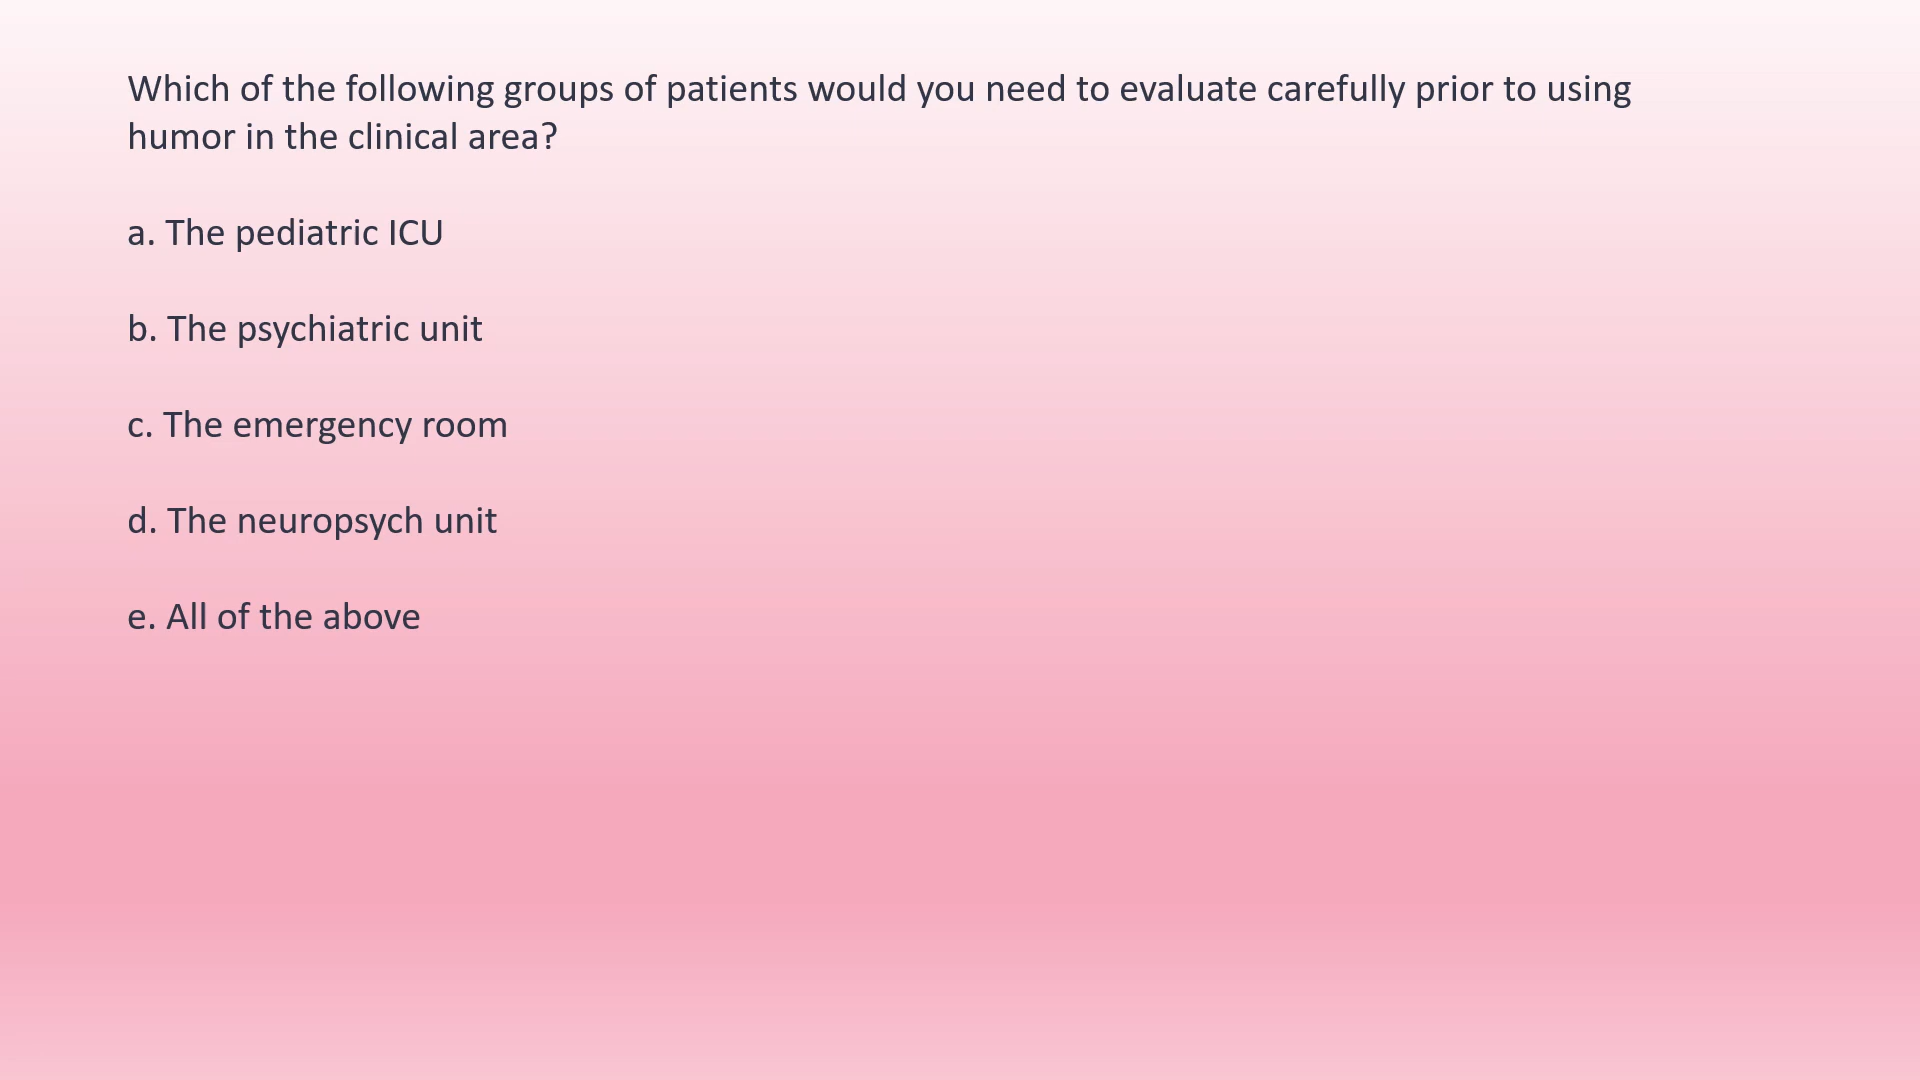 Which of the following groups of patients would you need to evaluate carefully prior to using
humor in the clinical area?
a. The pediatric ICU
b. The psychiatric unit
c. The emergency room
d. The neuropsych unit
e. All of the above